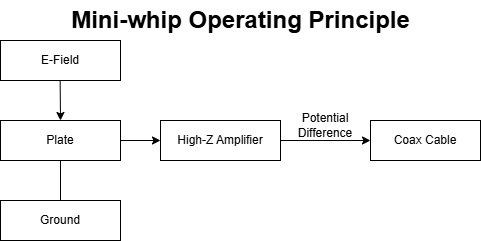 Mini-whip Operating Principle
E-Field
Plate
High-Z Amplifier
Potential
Difference
Coax Cable
Ground